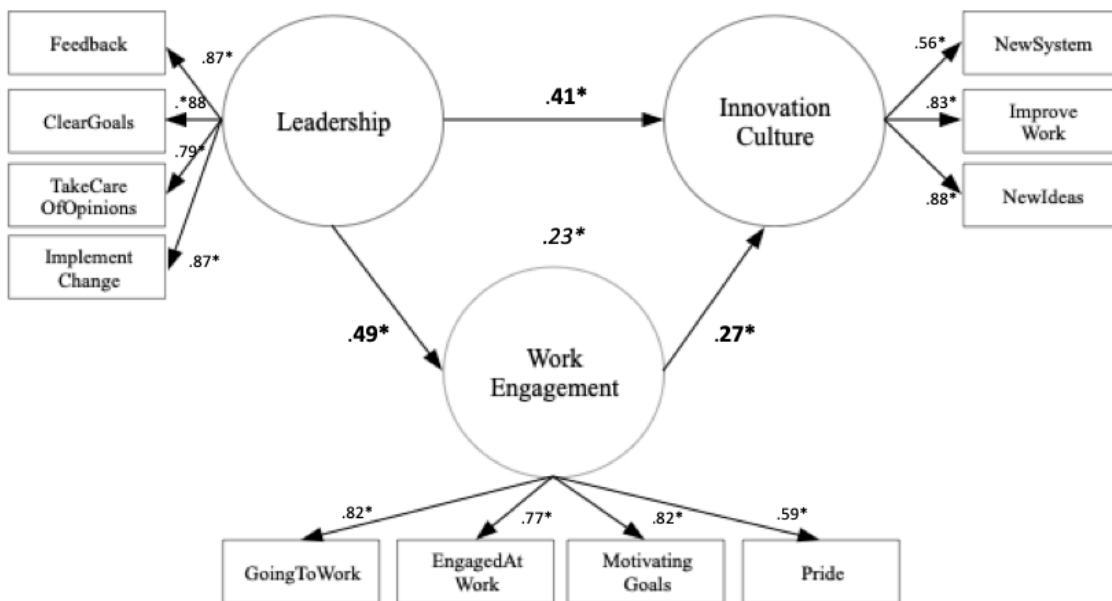 Feedback
.87*
ClearGoals
.*88
TakeCare
OfOpinions
.79*
Implement
Change
.87*
Leadership
.41*
Innovation
Culture
.56*
NewSystem
.83*
Improve
Work
.88*
NewIdeas
.23*
.49*
Work
Engagement
.27*
.82*
.77*
.82*
.59*
GoingToWork
EngagedAt
Work
Motivating
Goals
Pride